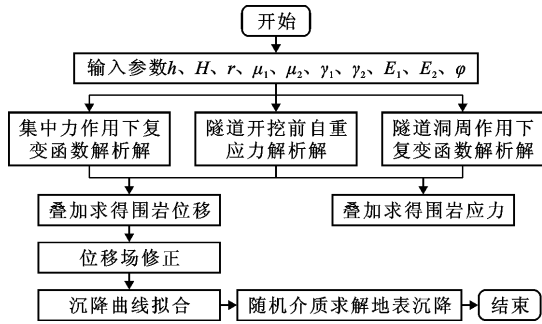 开始
输入参数h、H、r、μ₁、μ₂、γ₁、γ₂、E₁、E₂、φ
集中力作用下复
变函数解析解
隧道开挖前自重
应力解析解
隧道洞周作用下
复变函数解析解
叠加求得围岩位移
叠加求得围岩应力
位移场修正
沉降曲线拟合
随机介质求解地表沉降
结束